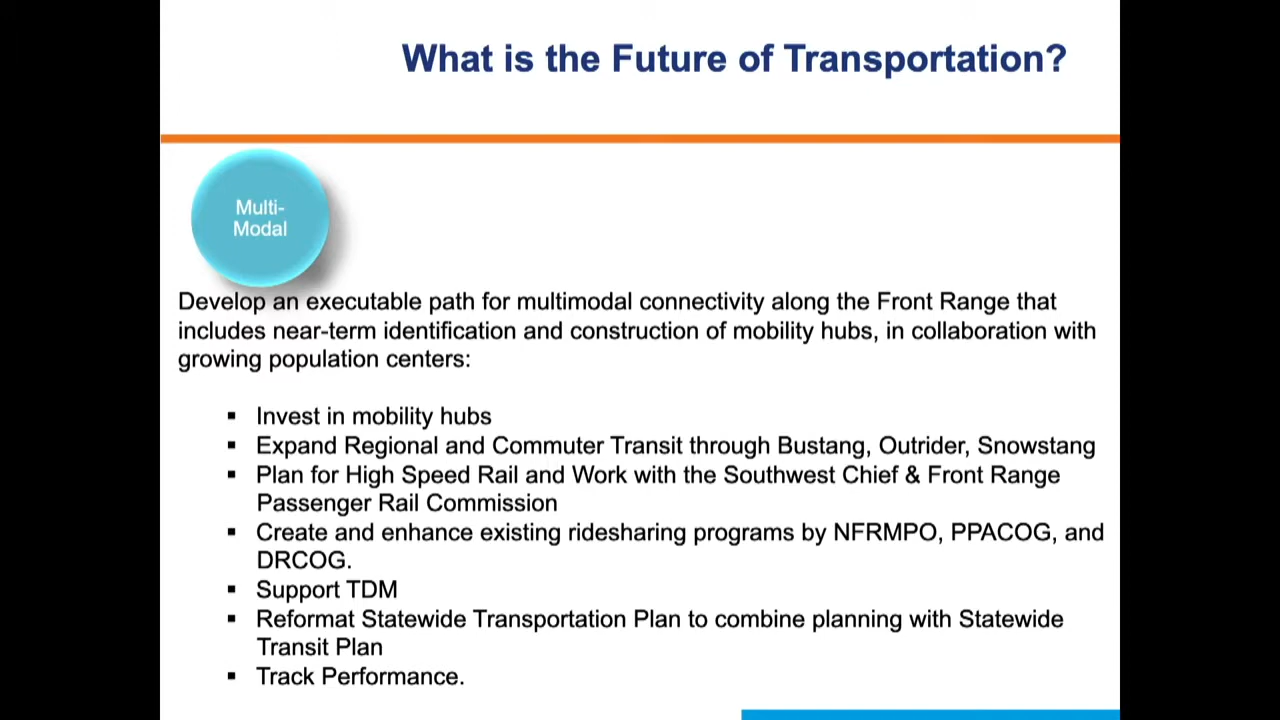 What is the Future of Transportation?
Multi-
Modal
Develop an executable path for multimodal connectivity along the Front Range that
includes near-term identification and construction of mobility hubs, in collaboration with
growing population centers:
▪ Invest in mobility hubs
▪ Expand Regional and Commuter Transit through Bustang, Outrider, Snowstang
▪ Plan for High Speed Rail and Work with the Southwest Chief & Front Range
Passenger Rail Commission
▪ Create and enhance existing ridesharing programs by NFRMPO, PPACOG, and
DRCOG.
▪ Support TDM
▪ Reformat Statewide Transportation Plan to combine planning with Statewide
Transit Plan
▪ Track Performance.